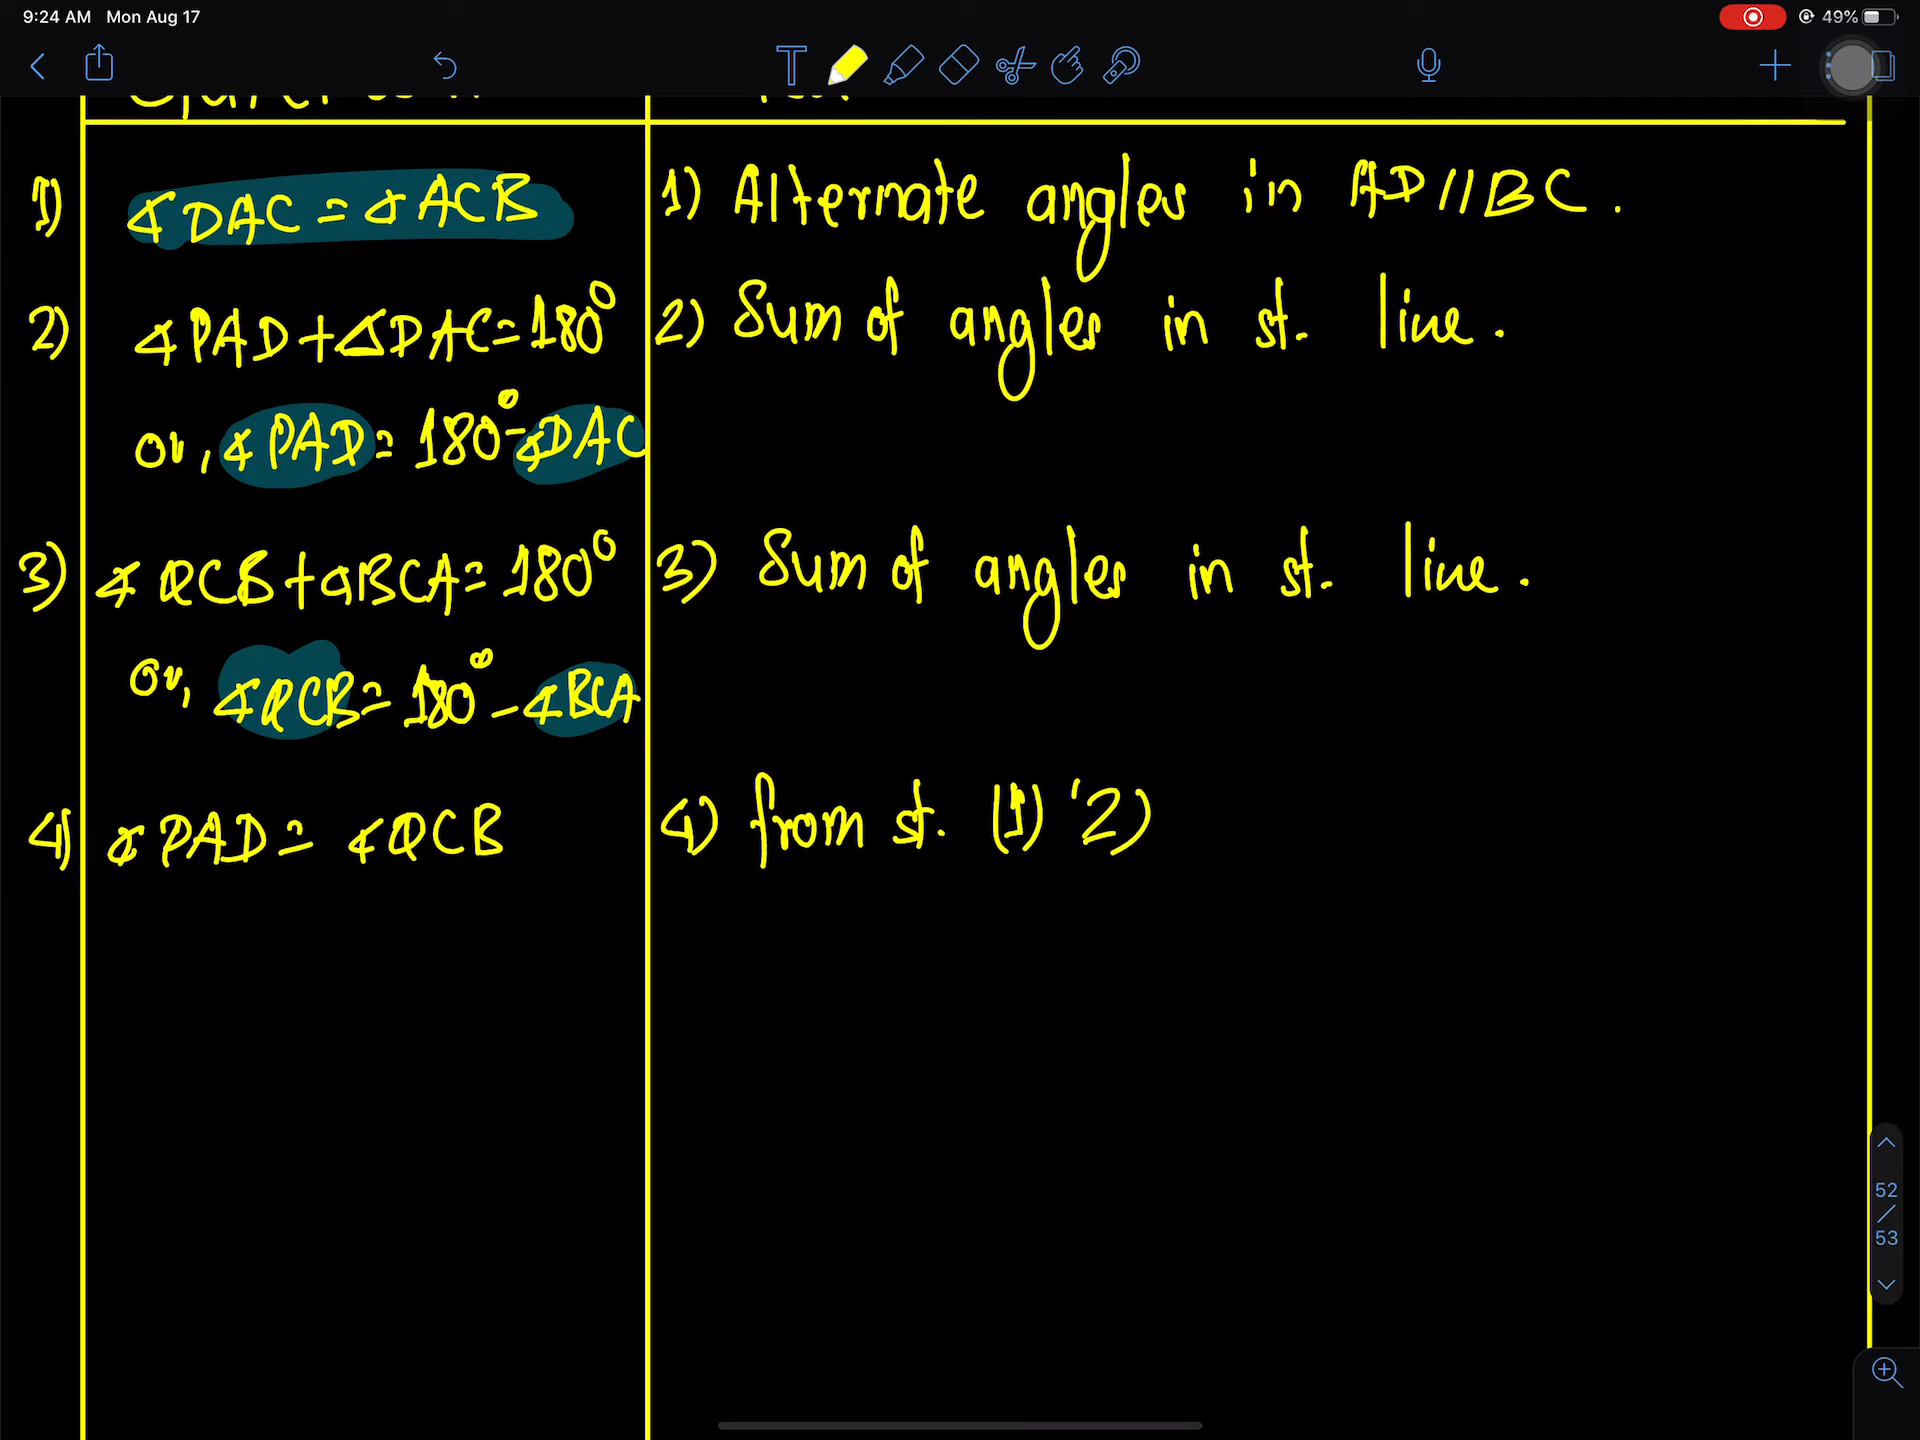 9:24 AM Mon Aug 17
49%
1) ∡DAC = ∡ACB
1) Alternate angles in AD//BC.
2) ∡PAD+∡DAC=180°
2) Sum of angles in st. line.
or, ∡PAD= 180°-∡DAC
3) ∡QCB+∡BCA=180°
3) Sum of angles in st. line.
or, ∡QCB= 180° -∡BCA
4) ∡PAD= ∡QCB
4) from st. (1) '2)
52
/
53